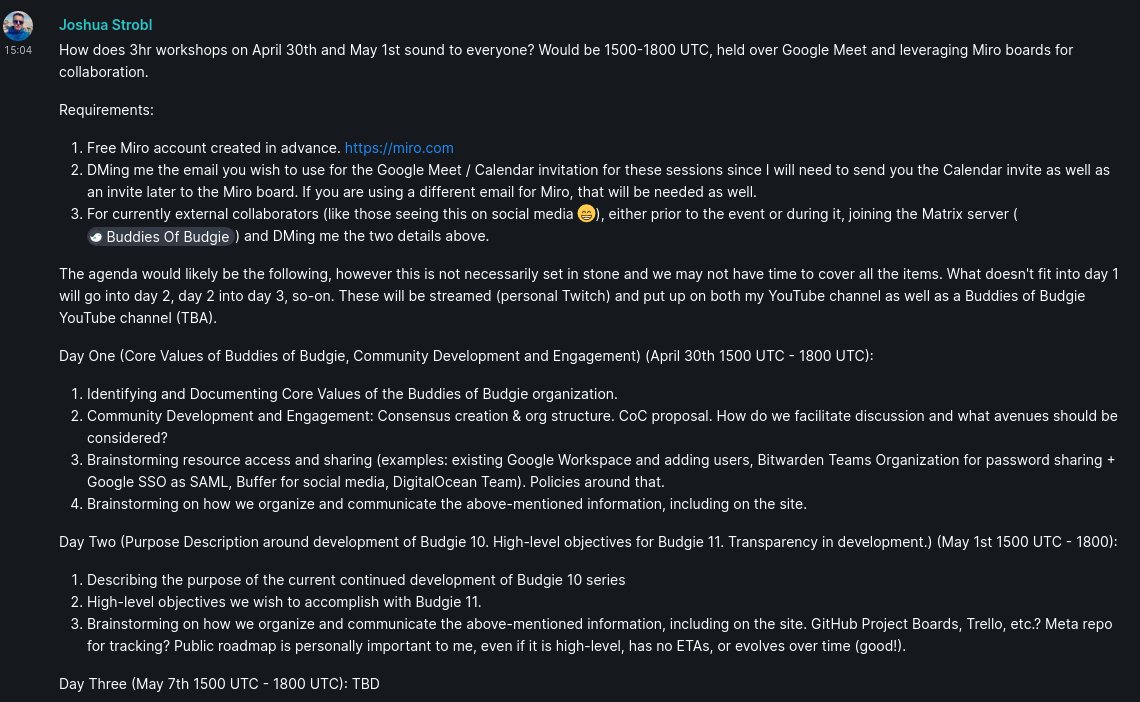 Joshua Strobl
15:04
How does 3hr workshops on April 30th and May 1st sound to everyone? Would be 1500-1800 UTC, held over Google Meet and leveraging Miro boards for
collaboration.
Requirements:
1. Free Miro account created in advance. https://miro.com
2. DMing me the email you wish to use for the Google Meet / Calendar invitation for these sessions since I will need to send you the Calendar invite as well as
an invite later to the Miro board. If you are using a different email for Miro, that will be needed as well.
3. For currently external collaborators (like those seeing this on social media 😁), either prior to the event or during it, joining the Matrix server (
Buddies Of Budgie ) and DMing me the two details above.
The agenda would likely be the following, however this is not necessarily set in stone and we may not have time to cover all the items. What doesn't fit into day 1
will go into day 2, day 2 into day 3, so-on. These will be streamed (personal Twitch) and put up on both my YouTube channel as well as a Buddies of Budgie
YouTube channel (TBA).
Day One (Core Values of Buddies of Budgie, Community Development and Engagement) (April 30th 1500 UTC - 1800 UTC):
1. Identifying and Documenting Core Values of the Buddies of Budgie organization.
2. Community Development and Engagement: Consensus creation & org structure. CoC proposal. How do we facilitate discussion and what avenues should be
considered?
3. Brainstorming resource access and sharing (examples: existing Google Workspace and adding users, Bitwarden Teams Organization for password sharing +
Google SSO as SAML, Buffer for social media, DigitalOcean Team). Policies around that.
4. Brainstorming on how we organize and communicate the above-mentioned information, including on the site.
Day Two (Purpose Description around development of Budgie 10. High-level objectives for Budgie 11. Transparency in development.) (May 1st 1500 UTC - 1800):
1. Describing the purpose of the current continued development of Budgie 10 series
2. High-level objectives we wish to accomplish with Budgie 11.
3. Brainstorming on how we organize and communicate the above-mentioned information, including on the site. GitHub Project Boards, Trello, etc.? Meta repo
for tracking? Public roadmap is personally important to me, even if it is high-level, has no ETAs, or evolves over time (good!).
Day Three (May 7th 1500 UTC - 1800 UTC): TBD